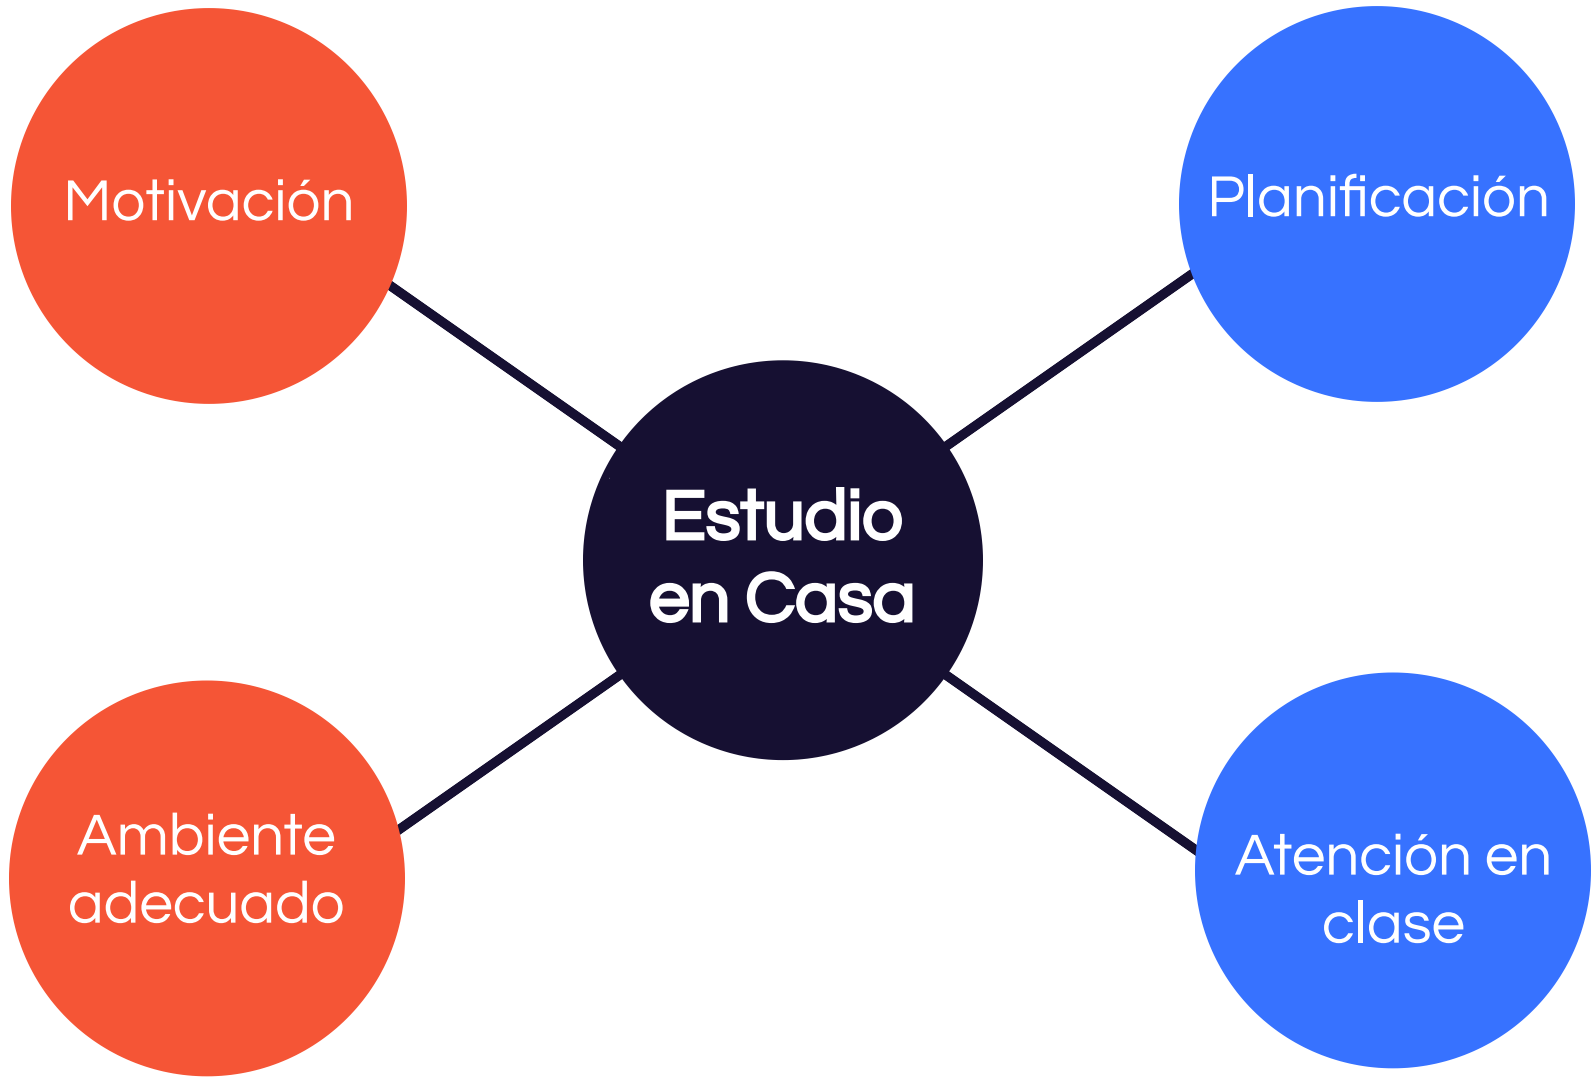 Motivación
Planificación
Estudio
en Casa
Ambiente
adecuado
Atención en
clase